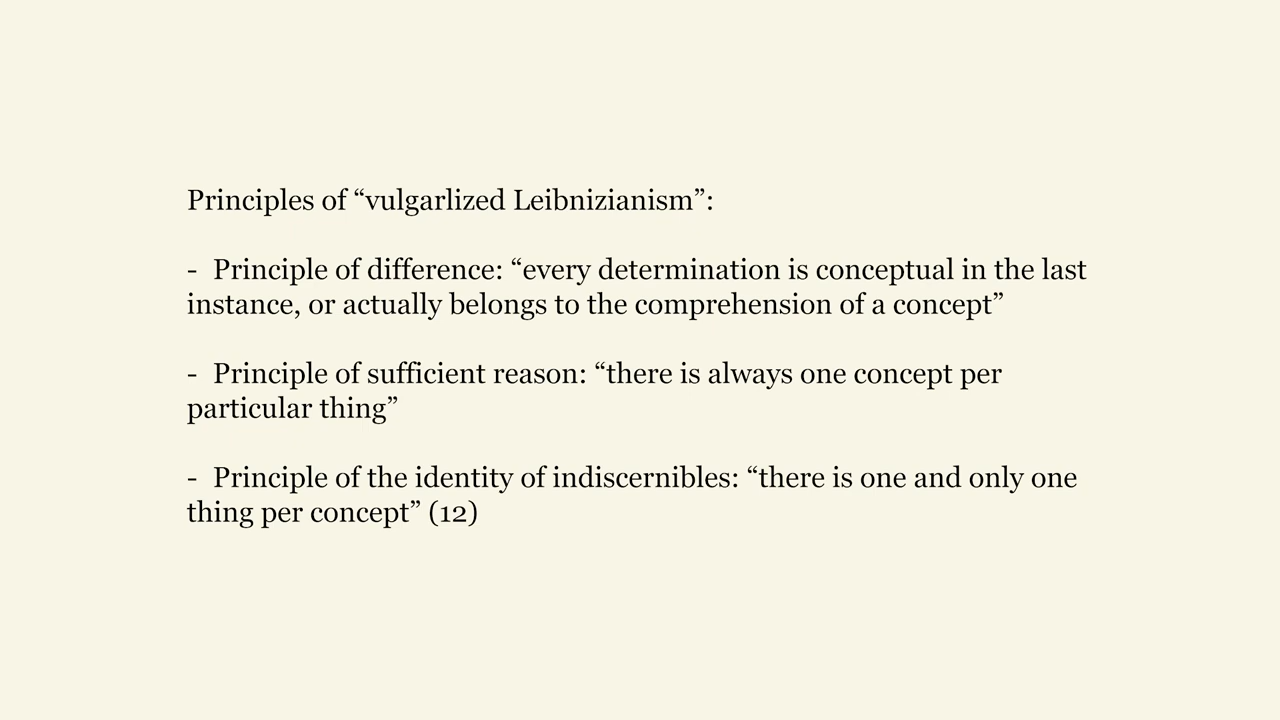 Principles of “vulgarlized Leibnizianism”:
- Principle of difference: “every determination is conceptual in the last
instance, or actually belongs to the comprehension of a concept”
- Principle of sufficient reason: “there is always one concept per
particular thing”
- Principle of the identity of indiscernibles: “there is one and only one
thing per concept” (12)